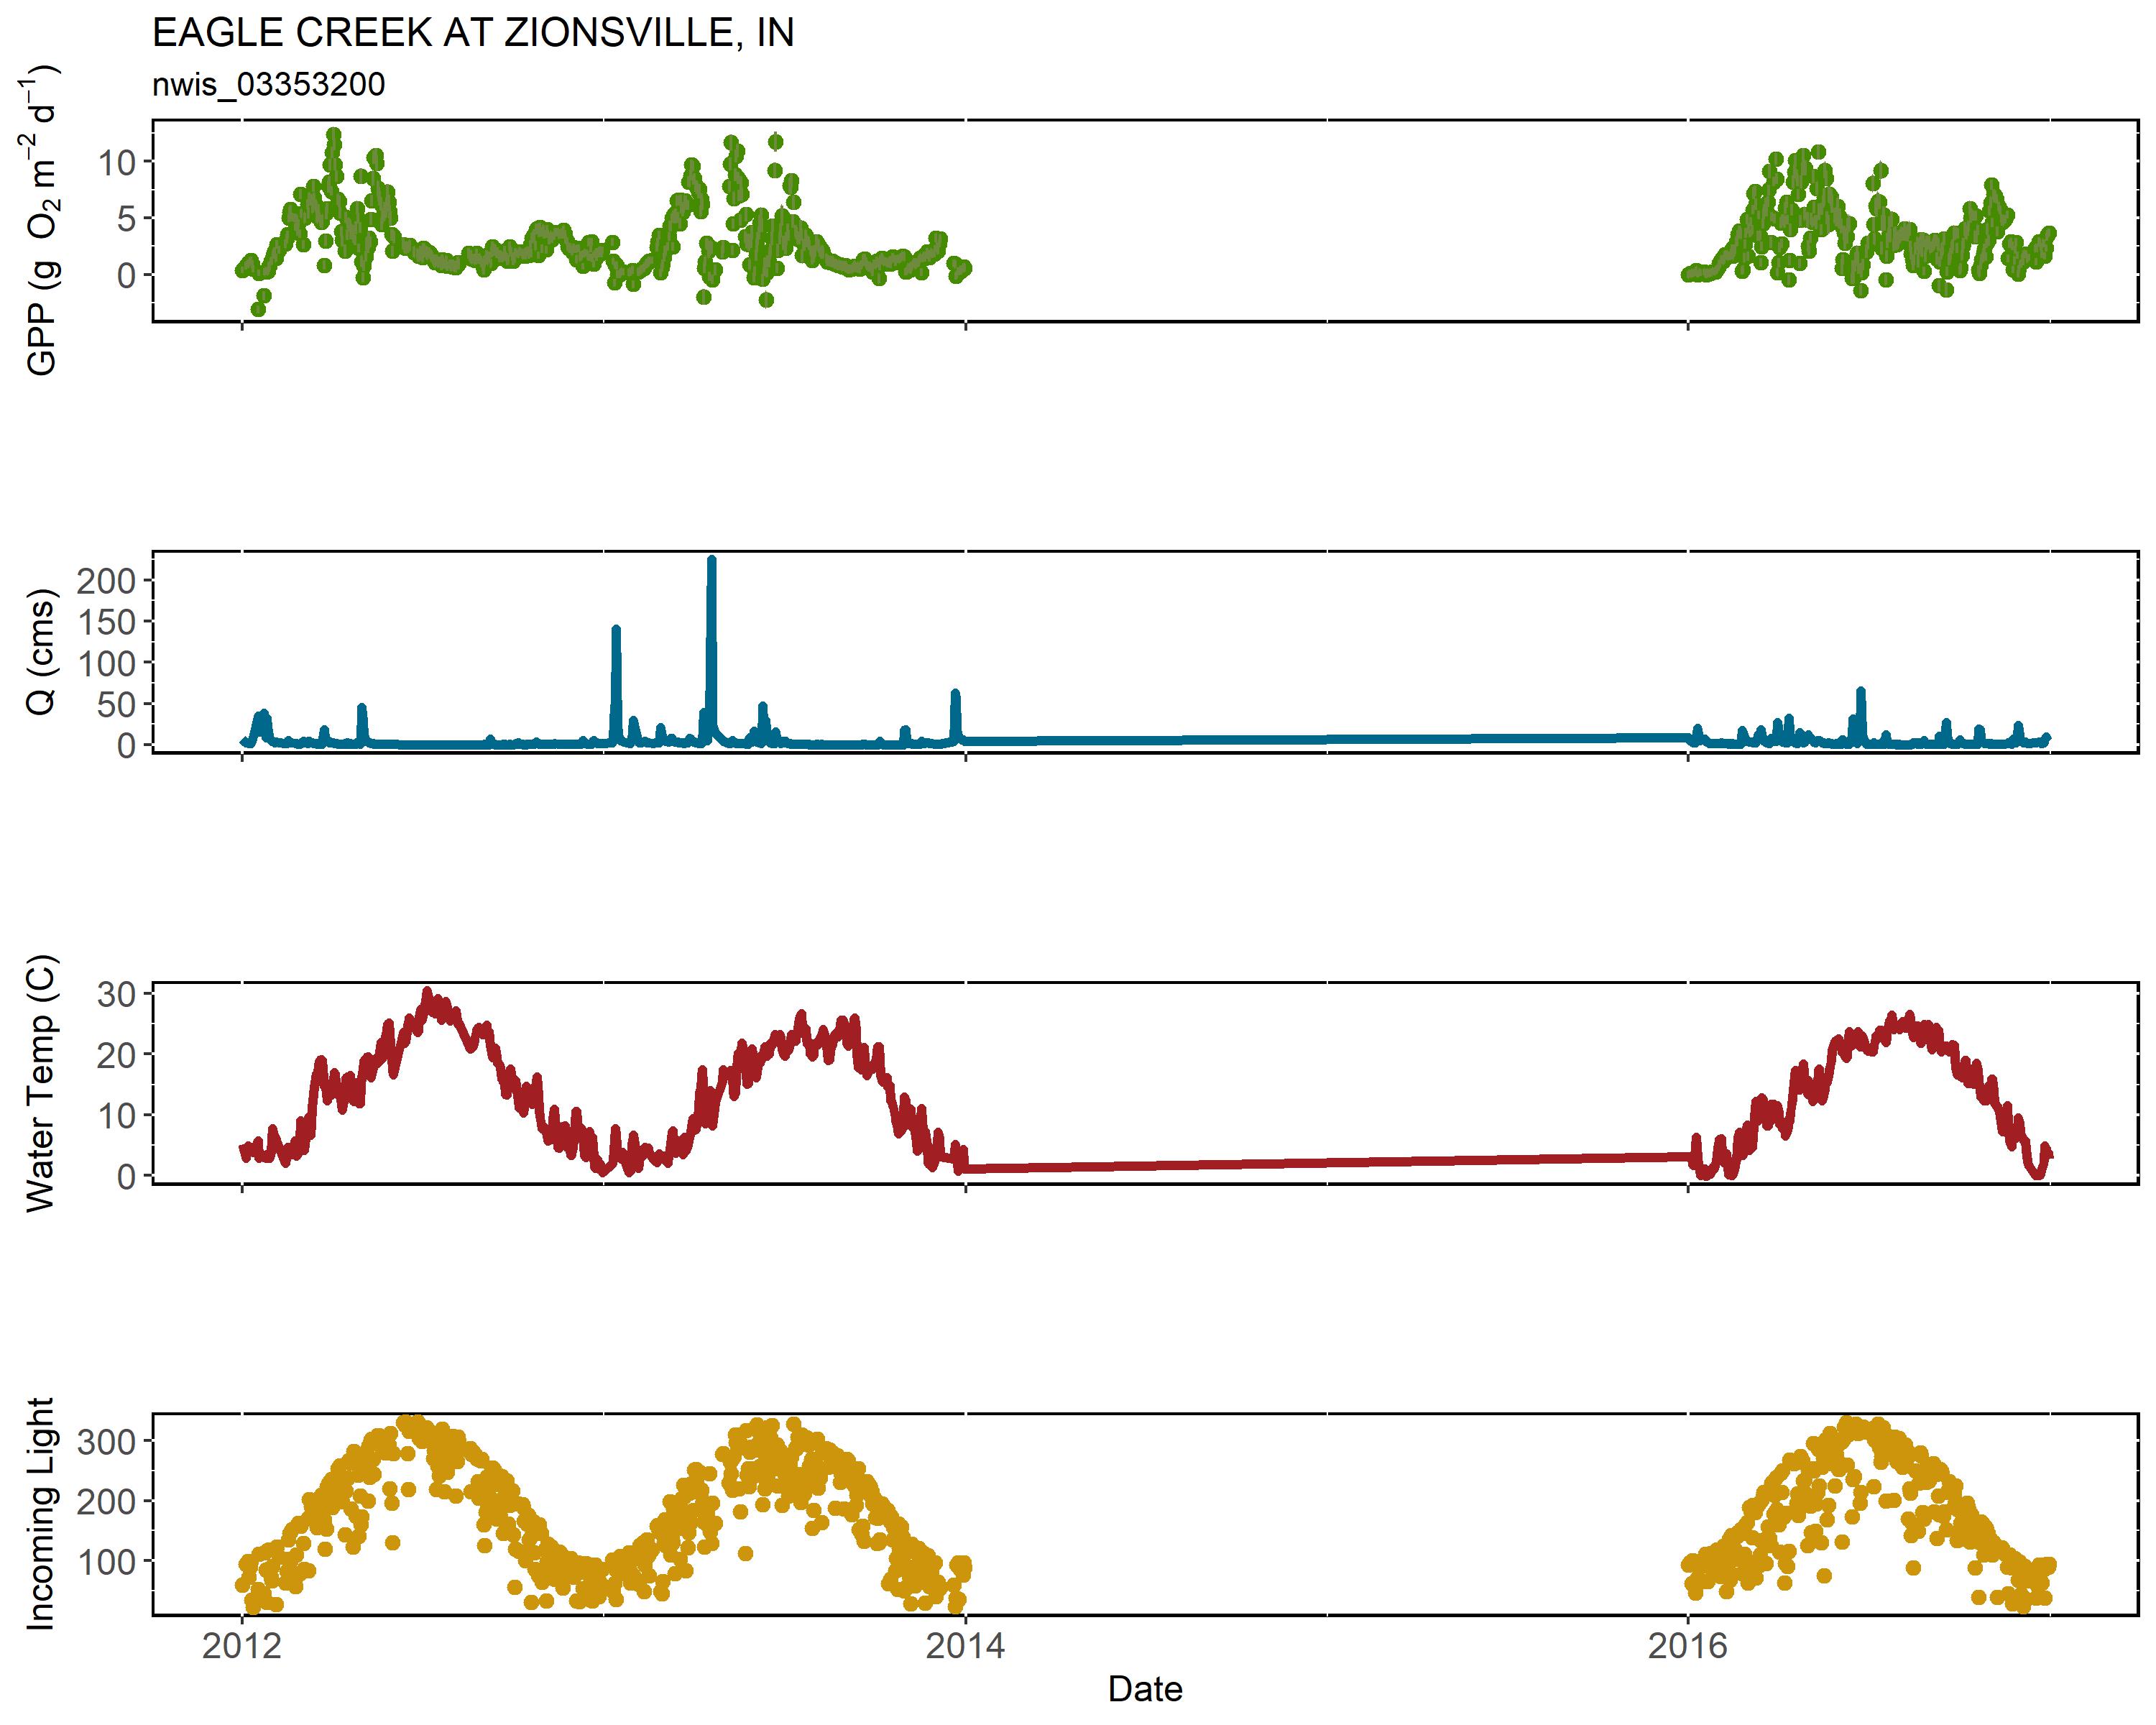 EAGLE CREEK AT ZIONSVILLE, IN
nwis_03353200
GPP (g O₂ m⁻² d⁻¹)
10
5
0
Q (cms)
200
150
100
50
0
Water Temp (C)
30
20
10
0
Incoming Light
300
200
100
2012
2014
2016
Date